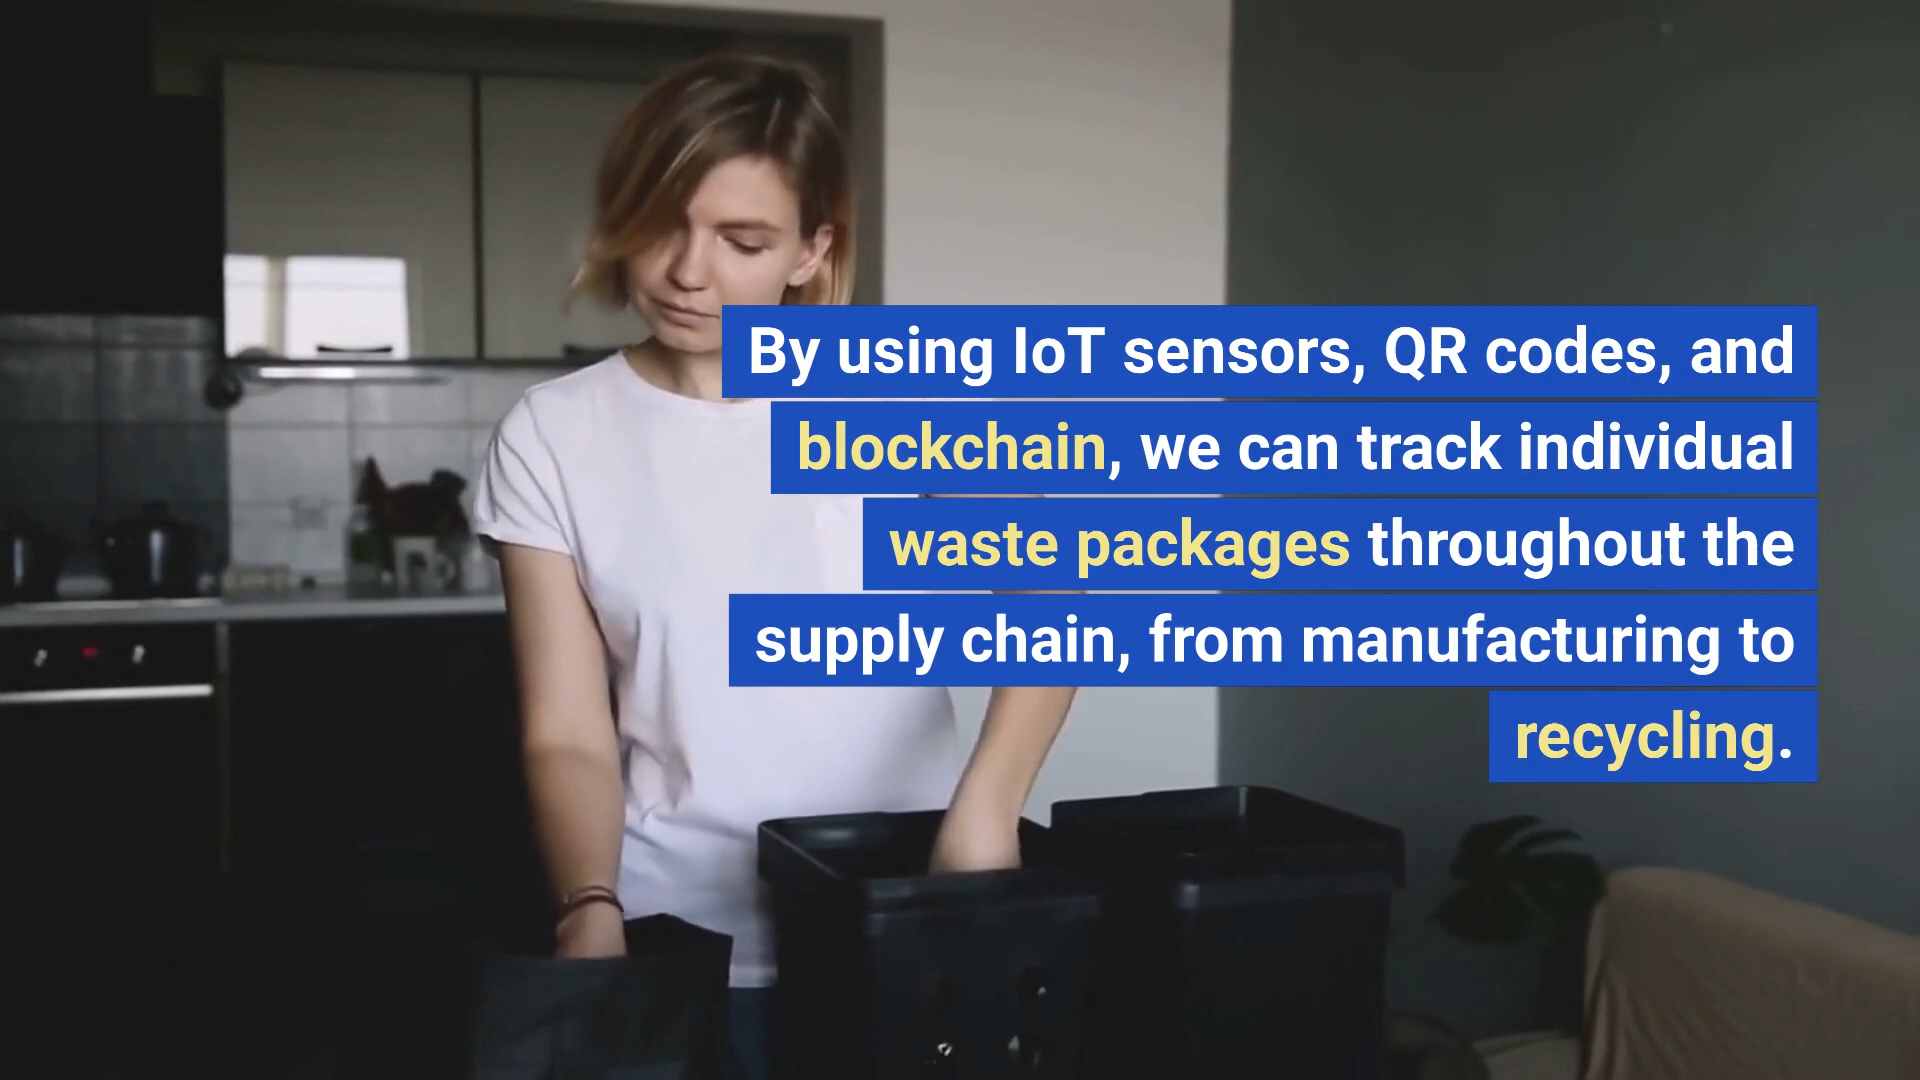 By using IoT sensors, QR codes, and
blockchain, we can track individual
waste packages throughout the
supply chain, from manufacturing to
recycling.